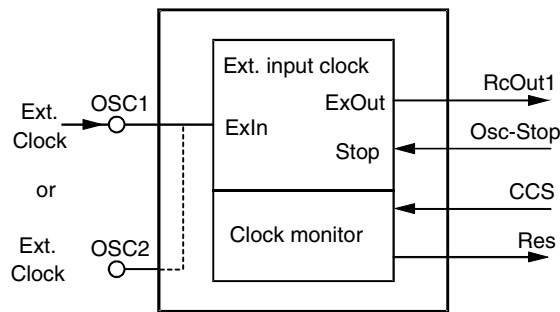 Ext. input clock
ExOut
ExIn
Stop
Clock monitor
OSC1
Ext.
Clock
or
Ext.
Clock
OSC2
RcOut1
Osc-Stop
CCS
Res